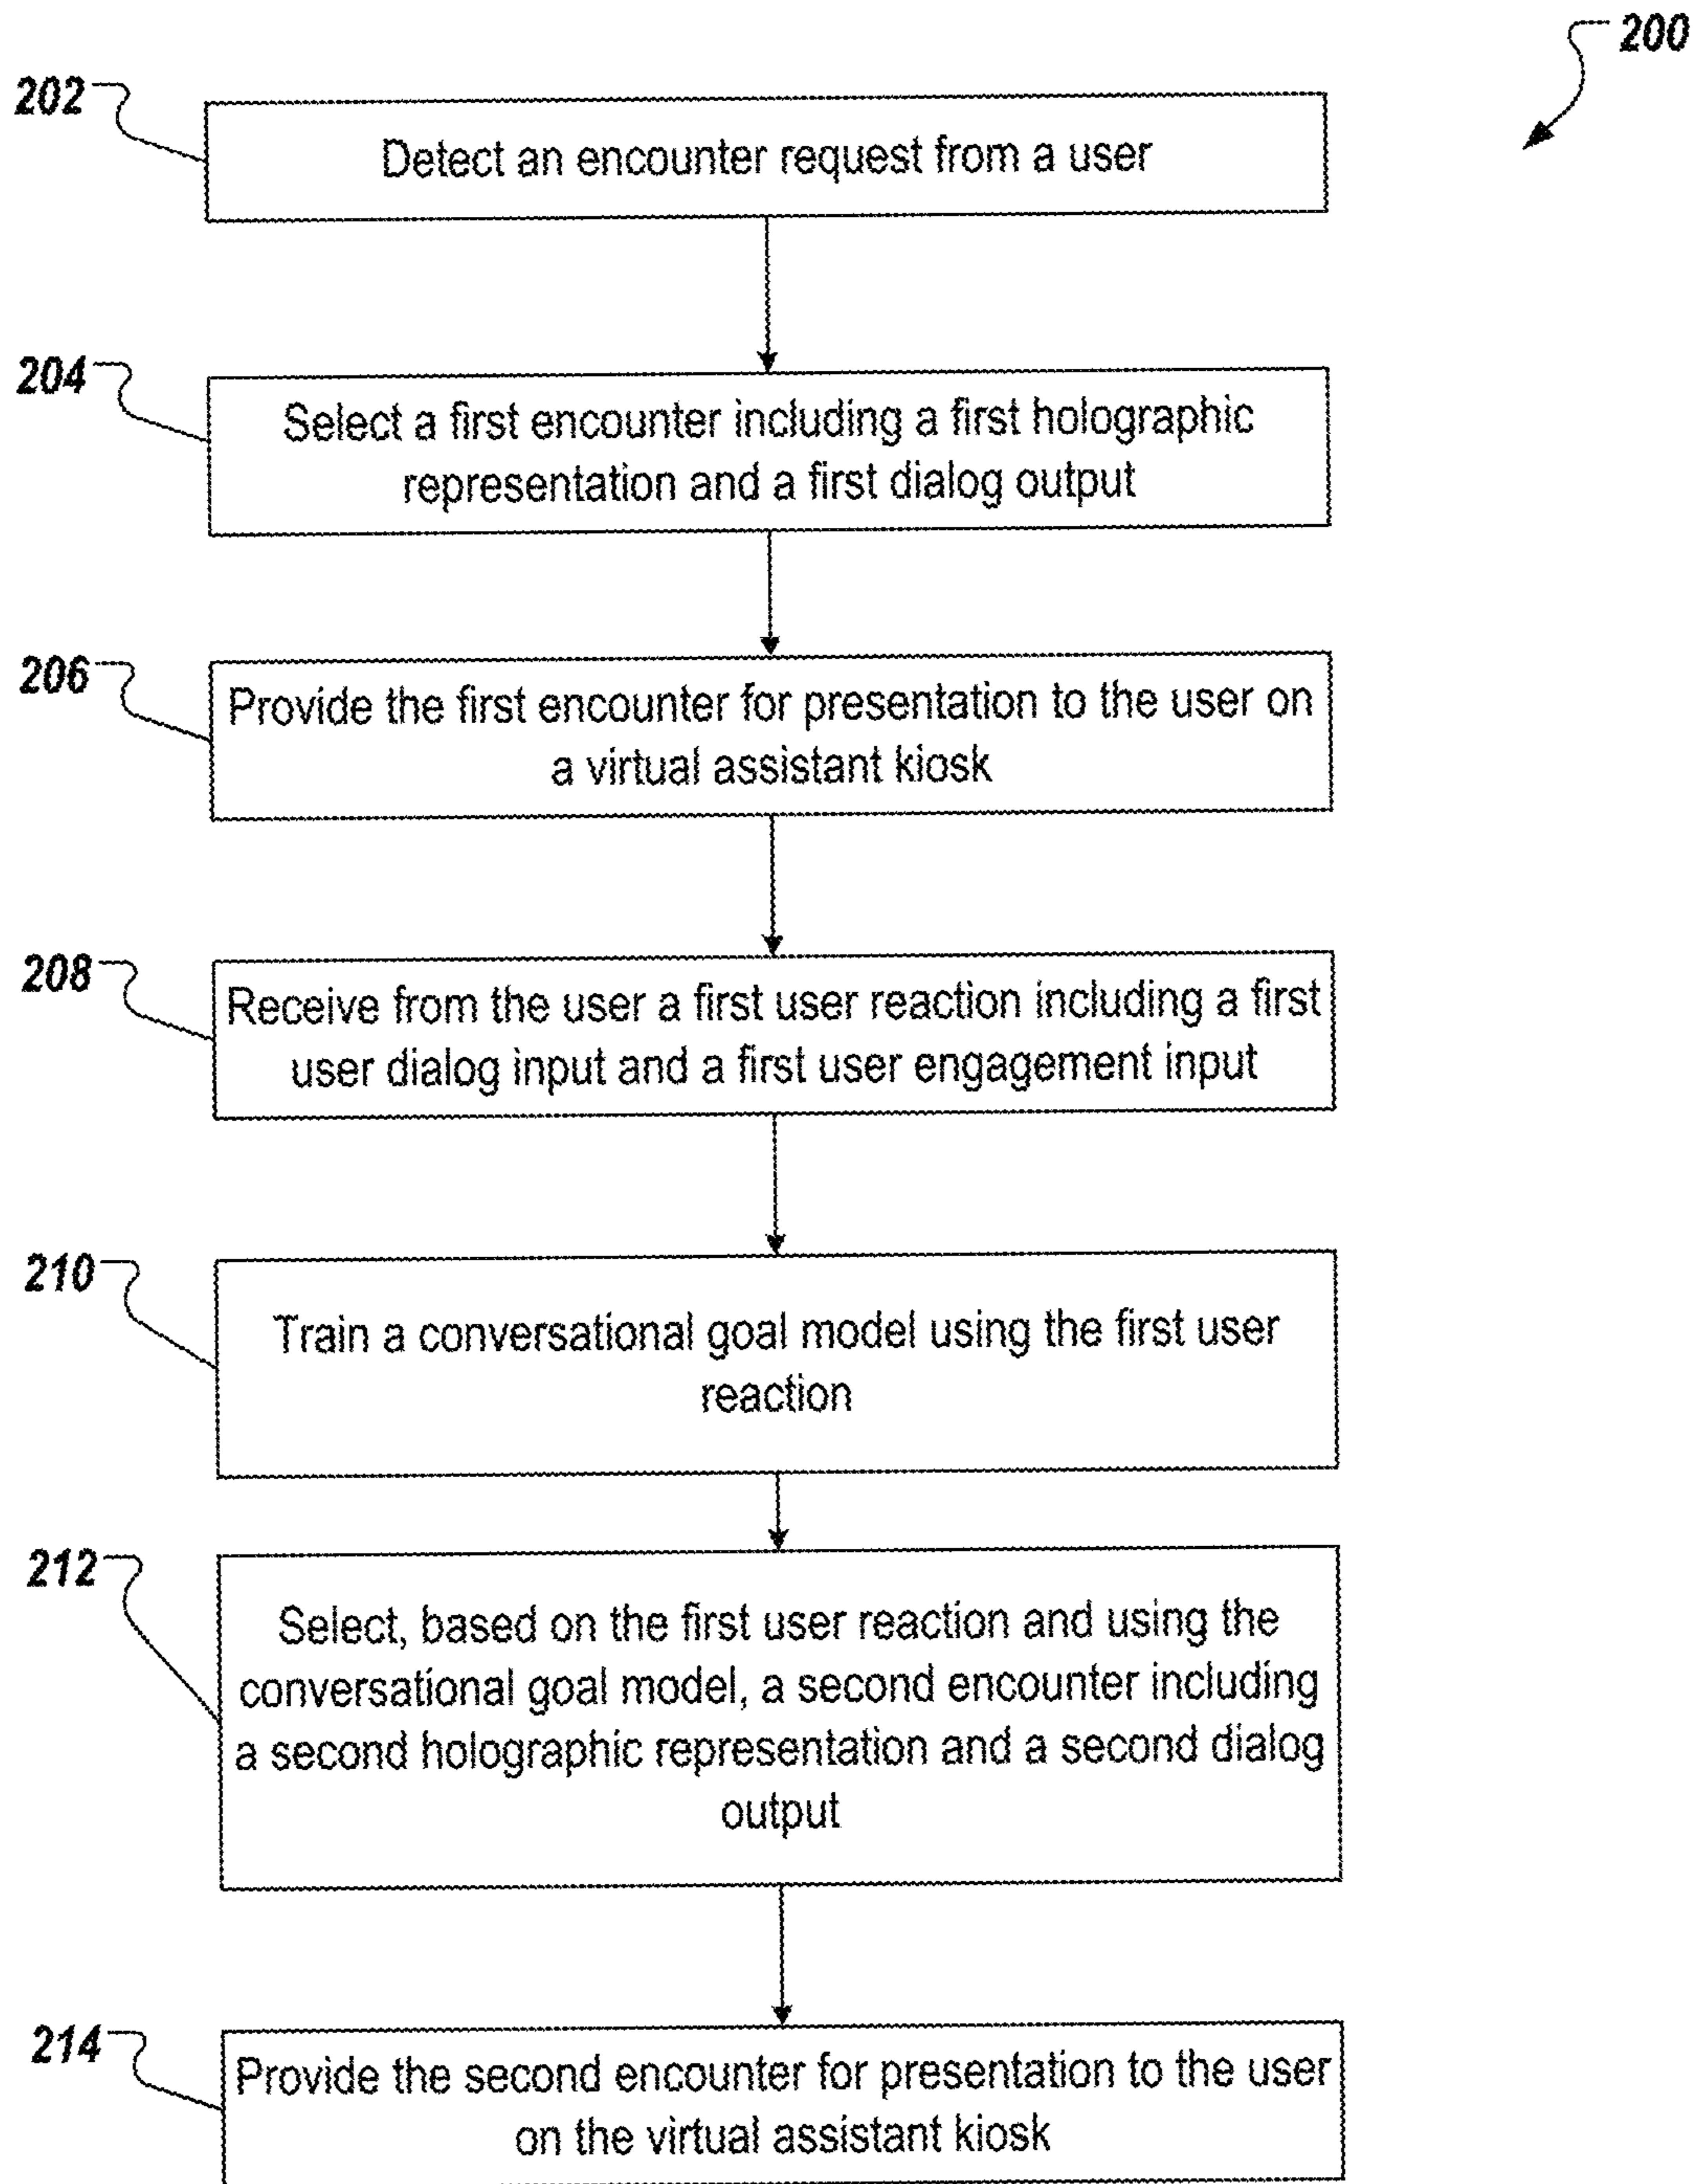 200
202
Detect an encounter request from a user
204
Select a first encounter including a first holographic
representation and a first dialog output
206
Provide the first encounter for presentation to the user on
a virtual assistant kiosk
208
Receive from the user a first user reaction including a first
user dialog input and a first user engagement input
210
Train a conversational goal model using the first user
reaction
212
Select, based on the first user reaction and using the
conversational goal model, a second encounter including
a second holographic representation and a second dialog
output
214
Provide the second encounter for presentation to the user
on the virtual assistant kiosk